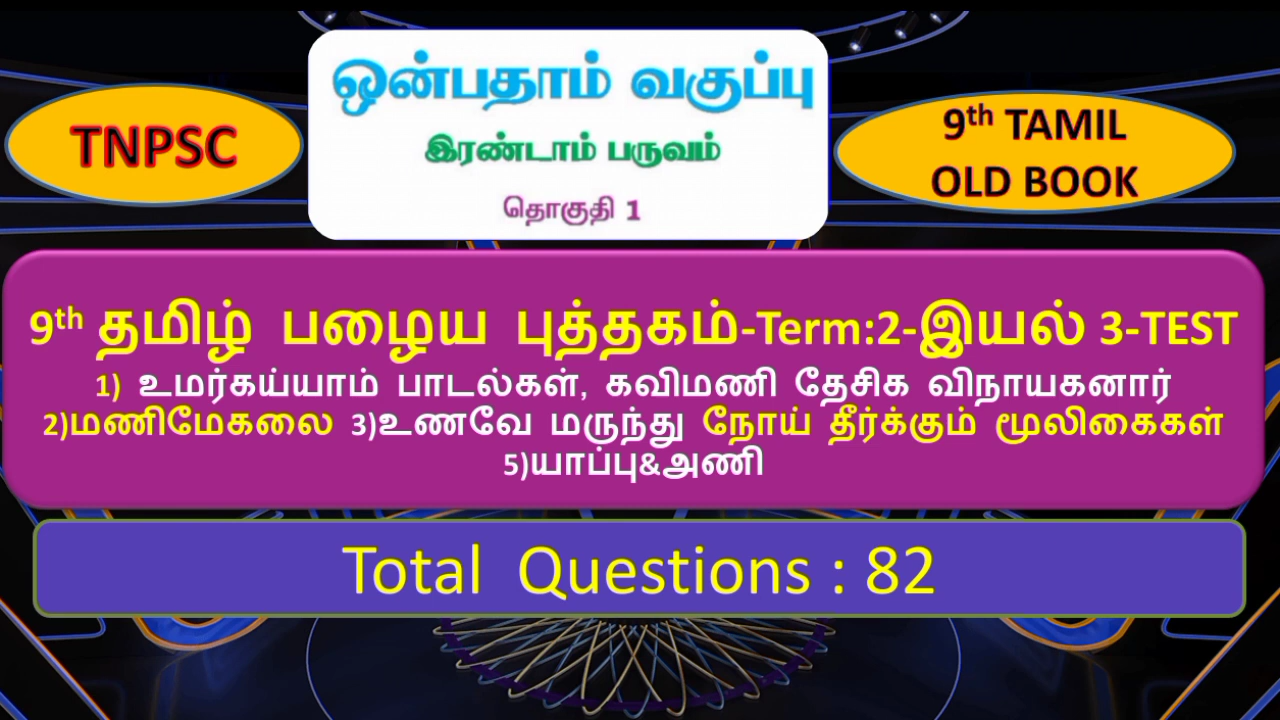 TNPSC
ஒன்பதாம் வகுப்பு
இரண்டாம் பருவம்
தொகுதி 1
9th TAMIL
OLD BOOK
9th தமிழ் பழைய புத்தகம்-Term:2-இயல் 3-TEST
1) உமர்கய்யாம் பாடல்கள், கவிமணி தேசிக விநாயகனார்
2)மணிமேகலை 3)உணவே மருந்து நோய் தீர்க்கும் மூலிகைகள்
5)யாப்பு&அணி
Total Questions : 82